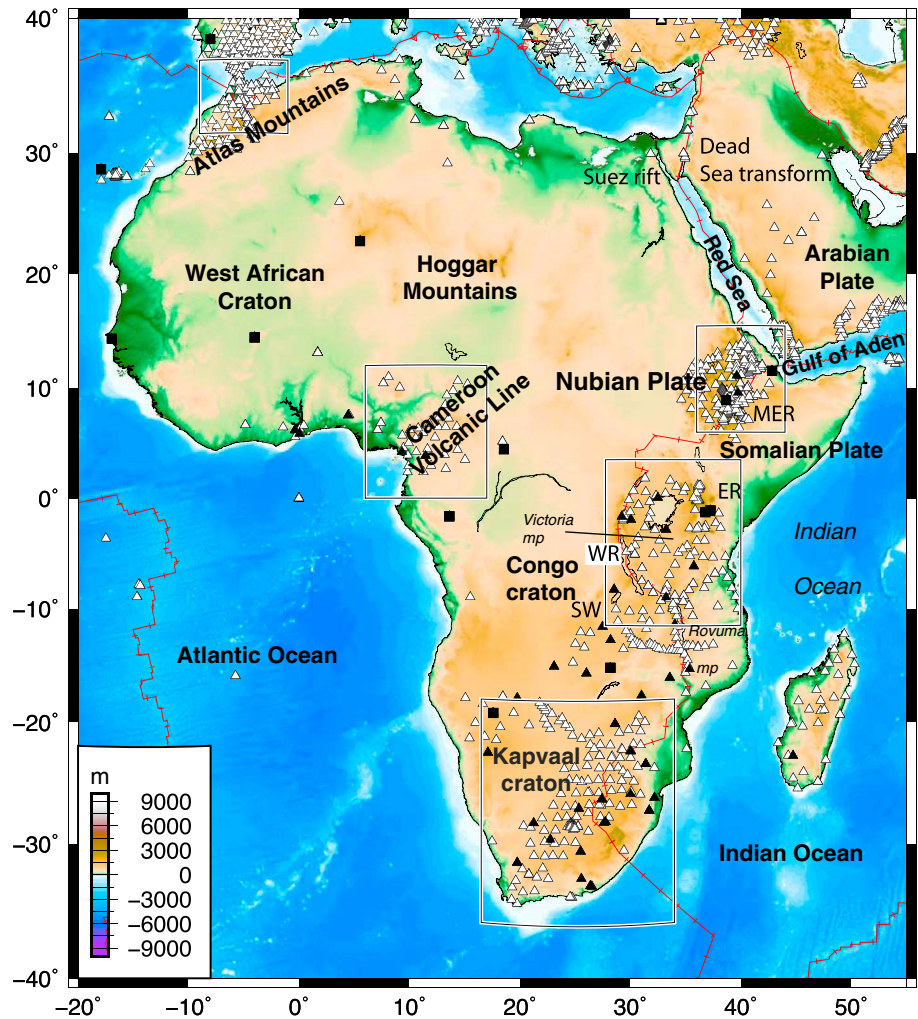 40°
30°
20°
10°
0°
−10°
−20°
−30°
−40°
−20°
−10°
0°
10°
20°
30°
40°
50°
Atlas Mountains
Dead
Sea transform
Suez rift
Red Sea
Arabian
Plate
West African
Craton
Hoggar
Mountains
Gulf of Aden
Nubian Plate
MER
Cameroon
Volcanic Line
Somalian Plate
ER
Victoria
mp
WR
Indian
Ocean
Congo
craton
SW
Rovuma
mp
Atlantic Ocean
Kapvaal
craton
Indian Ocean
m
9000
6000
3000
0
−3000
−6000
−9000